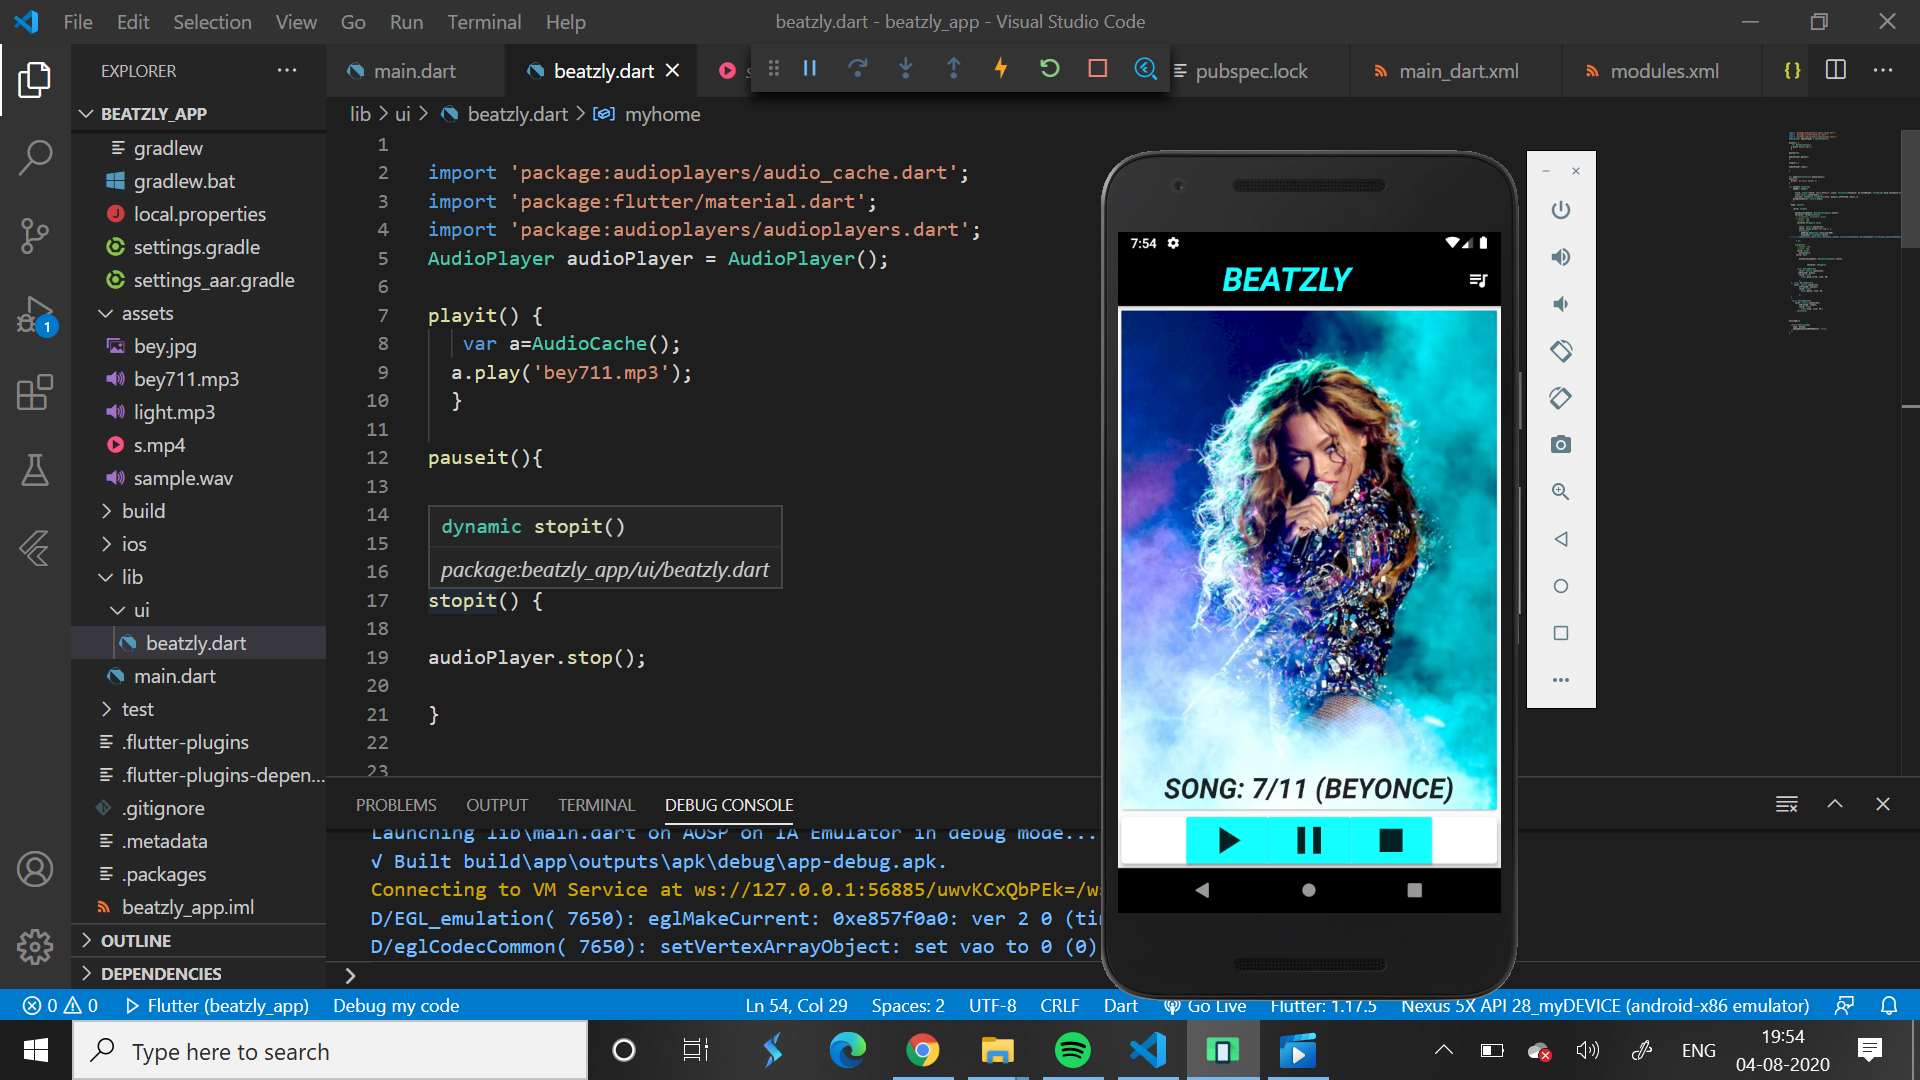 File Edit Selection View Go Run Terminal Help
beatzly.dart - beatzly_app - Visual Studio Code
EXPLORER
main.dart
beatzly.dart
pubspec.lock
main_dart.xml
modules.xml
BEATZLY_APP
lib > ui > beatzly.dart > myhome
gradlew
gradlew.bat
local.properties
settings.gradle
settings_aar.gradle
assets
bey.jpg
bey711.mp3
light.mp3
s.mp4
sample.wav
build
ios
lib
ui
beatzly.dart
main.dart
test
.flutter-plugins
.flutter-plugins-depen...
.gitignore
.metadata
.packages
beatzly_app.iml
OUTLINE
DEPENDENCIES
1
1
2 import 'package:audioplayers/audio_cache.dart';
3 import 'package:flutter/material.dart';
4 import 'package:audioplayers/audioplayers.dart';
5 AudioPlayer audioPlayer = AudioPlayer();
6
7 playit() {
8 var a=AudioCache();
9 a.play('bey711.mp3');
10 }
11
12 pauseit(){
13
14
15
16
dynamic stopit()
package:beatzly_app/ui/beatzly.dart
17 stopit() {
18
19 audioPlayer.stop();
20
21 }
22
23
7:54
BEATZLY
SONG: 7/11 (BEYONCE)
PROBLEMS OUTPUT TERMINAL DEBUG CONSOLE
Launching lib\main.dart on AOSP on IA Emulator in debug mode...
√ Built build\app\outputs\apk\debug\app-debug.apk.
Connecting to VM Service at ws://127.0.0.1:56885/uwvKCxQbPEk=/ws
D/EGL_emulation( 7650): eglMakeCurrent: 0xe857f0a0: ver 2 0 (tin
D/eglCodecCommon( 7650): setVertexArrayObject: set vao to 0 (0)
0 0 Flutter (beatzly_app) Debug my code Ln 54, Col 29 Spaces: 2 UTF-8 CRLF Dart Go Live Flutter: 1.17.5 Nexus 5X API 28_myDEVICE (android-x86 emulator)
Type here to search
ENG
19:54
04-08-2020